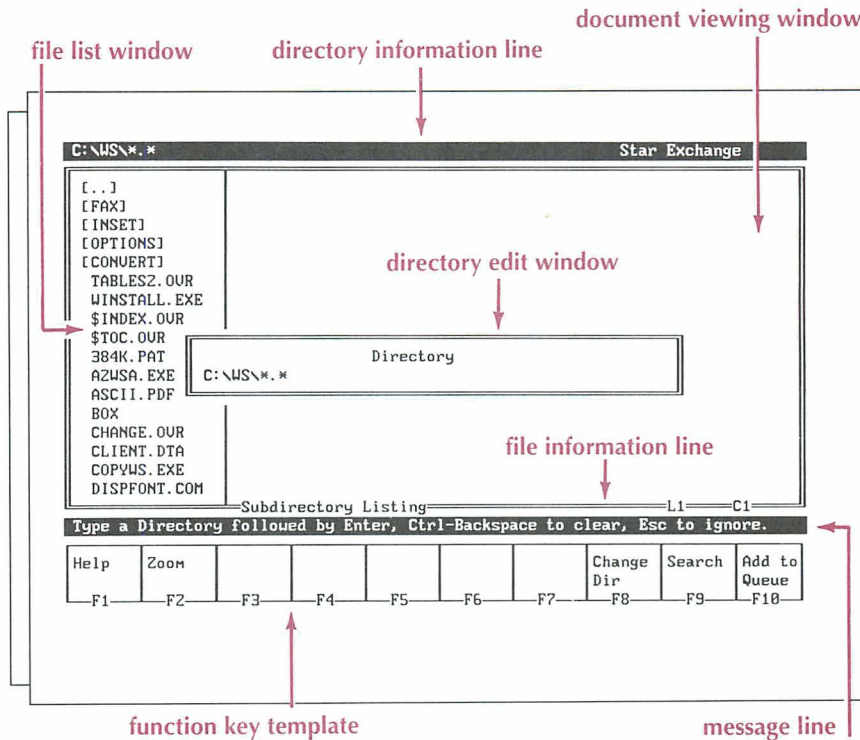 document viewing window
file list window
directory information line
C:\WS\*.*
Star Exchange
[..]
[FAX]
[INSET]
[OPTIONS]
[CONVERT]
TABLES2.OVR
WINSTALL.EXE
$INDEX.OVR
$TOC.OVR
384K.PAT
A2WSA.EXE
ASCII.PDF
BOX
CHANGE.OVR
CLIENT.DTA
COPYWS.EXE
DISPFONT.COM
directory edit window
Directory
C:\WS\*.*
file information line
Subdirectory Listing
L1
C1
Type a Directory followed by Enter, Ctrl-Backspace to clear, Esc to ignore.
Help
Zoom
Change
Dir
Search
Add to
Queue
F1
F2
F3
F4
F5
F6
F7
F8
F9
F10
function key template
message line